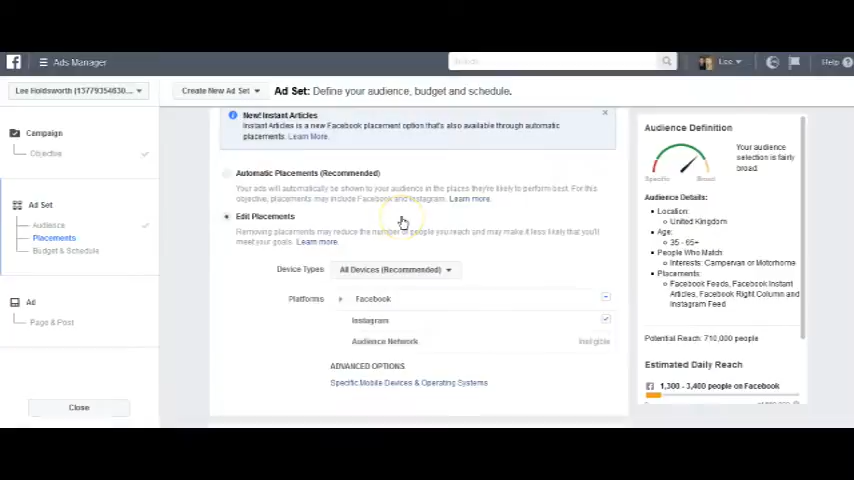 f
Ads Manager
Lee
Help
Lee Holdsworth (13779354630...
Create New Ad Set
Ad Set: Define your audience, budget and schedule.
Campaign
Objective
Ad Set
Audience
Placements
Budget & Schedule
Ad
Page & Post
Close
New! Instant Articles
Instant Articles is a new Facebook placement option that's also available through automatic
placements. Learn More.
Automatic Placements (Recommended)
Your ads will automatically be shown to your audience in the places they're likely to perform best. For this
objective, placements may include Facebook and Instagram. Learn more.
Edit Placements
Removing placements may reduce the number of people you reach and may make it less likely that you'll
meet your goals. Learn more.
Device Types
All Devices (Recommended)
Platforms
Facebook
Instagram
Audience Network
Ineligible
ADVANCED OPTIONS
Specific Mobile Devices & Operating Systems
Audience Definition
Your audience
selection is fairly
broad.
Specific
Broad
Audience Details:
Location:
United Kingdom
Age:
35 - 65+
People Who Match:
Interests: Campervan or Motorhome
Placements:
Facebook Feeds, Facebook Instant
Articles, Facebook Right Column and
Instagram Feed
Potential Reach: 710,000 people
Estimated Daily Reach
1,300 - 3,400 people on Facebook